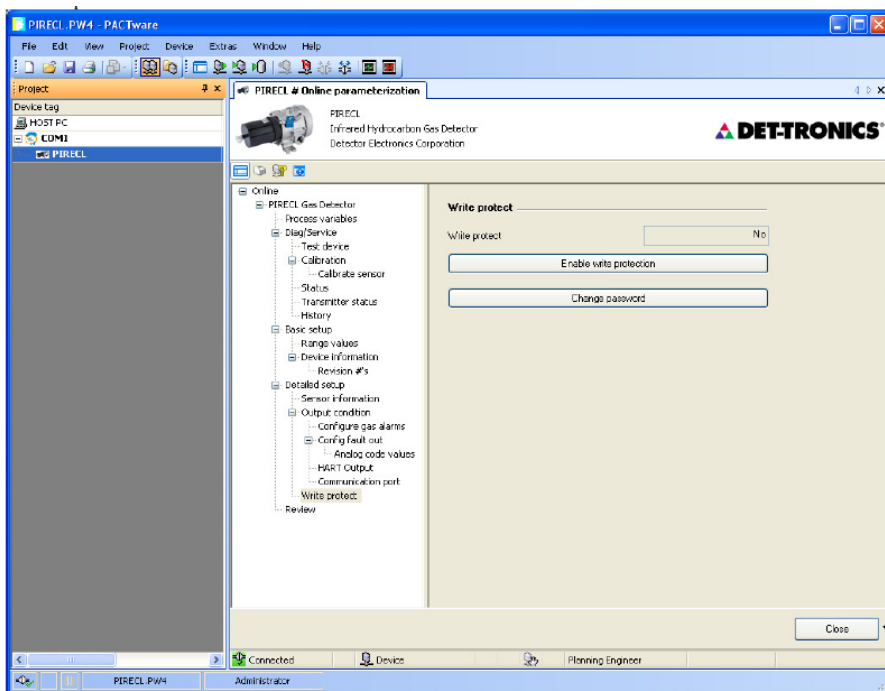 PIRECL.PW4 - PACTware
File Edit View Project Device Extras Window Help
Project
Device tag
HOST PC
COM1
PIRECL
PIRECL # Online parameterization
PIRECL
Infrared Hydrocarbon Gas Detector
Detector Electronics Corporation
DET-TRONICS®
Online
PIRECL Gas Detector
Process variables
Diag/Service
Test device
Calibration
Calibrate sensor
Status
Transmitter status
History
Basic setup
Range values
Device information
Revision #'s
Detailed setup
Sensor information
Output condition
Configure gas alarms
Config fault out
Analog code values
HART Output
Communication port
Write protect
Review
Write protect
Write protect No
Enable write protection
Change password
Close
Connected Device Planning Engineer
PIRECL.PW4 Administrator